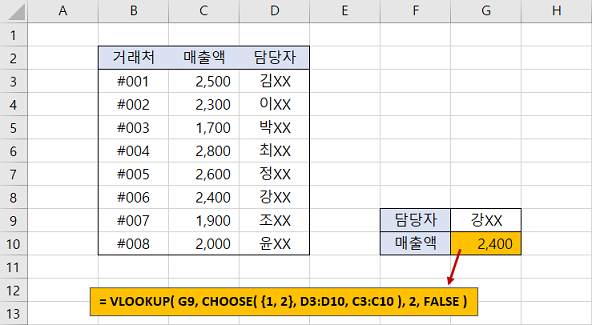 A B C D E F G H
1
2 거래처 매출액 담당자
3 #001 2,500 김XX
4 #002 2,300 이XX
5 #003 1,700 박XX
6 #004 2,800 최XX
7 #005 2,600 정XX
8 #006 2,400 강XX
9 #007 1,900 조XX 담당자 강XX
10 #008 2,000 윤XX 매출액 2,400
11
12 = VLOOKUP( G9, CHOOSE( {1, 2}, D3:D10, C3:C10 ), 2, FALSE )
13